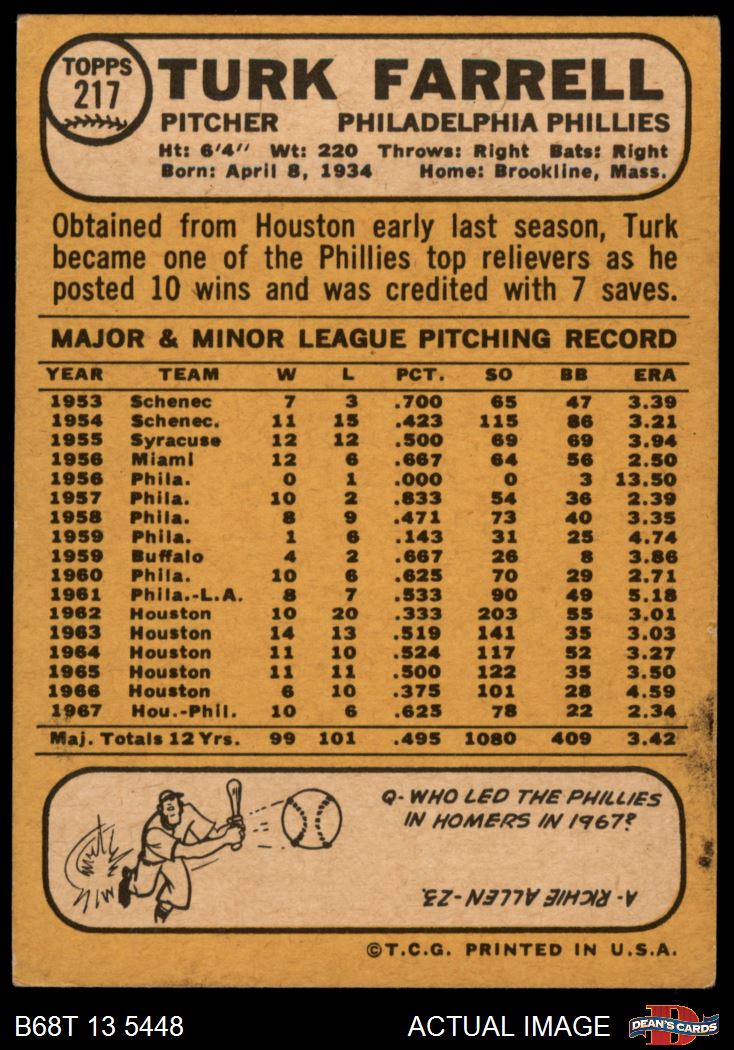 TOPPS
217
TURK FARRELL
PITCHER PHILADELPHIA PHILLIES
Ht: 6'4" Wt: 220 Throws: Right Bats: Right
Born: April 8, 1934 Home: Brookline, Mass.
Obtained from Houston early last season, Turk
became one of the Phillies top relievers as he
posted 10 wins and was credited with 7 saves.
MAJOR & MINOR LEAGUE PITCHING RECORD
YEAR TEAM W L PCT. SO BB ERA
1953 Schenec 7 3 .700 65 47 3.39
1954 Schenec. 11 15 .423 115 86 3.21
1955 Syracuse 12 12 .500 69 69 3.94
1956 Miami 12 6 .667 64 56 2.50
1956 Phila. 0 1 .000 0 3 13.50
1957 Phila. 10 2 .833 54 36 2.39
1958 Phila. 8 9 .471 73 40 3.35
1959 Phila. 1 6 .143 31 25 4.74
1959 Buffalo 4 2 .667 26 8 3.86
1960 Phila. 10 6 .625 70 29 2.71
1961 Phila.-L.A. 8 7 .533 90 49 5.18
1962 Houston 10 20 .333 203 55 3.01
1963 Houston 14 13 .519 141 35 3.03
1964 Houston 11 10 .524 117 52 3.27
1965 Houston 11 11 .500 122 35 3.50
1966 Houston 6 10 .375 101 28 4.59
1967 Hou.-Phil. 10 6 .625 78 22 2.34
Maj. Totals 12 Yrs. 99 101 .495 1080 409 3.42
Q-WHO LED THE PHILLIES
IN HOMERS IN 1967?
A-RICHIE ALLEN-23.
©T.C.G. PRINTED IN U.S.A.
B68T 13 5448 ACTUAL IMAGE DEAN'S CARDS